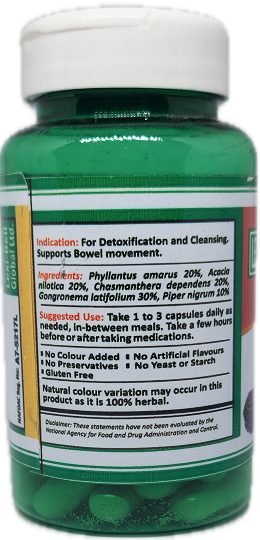 Indication: For Detoxification and Cleansing.
Supports Bowel movement.
Ingredients: Phyllantus amarus 20%, Acacia
nilotica 20%, Chasmanthera dependens 20%,
Gongronema latifolium 30%, Piper nigrum 10%
Suggested Use: Take 1 to 3 capsules daily as
needed, in-between meals. Take a few hours
before or after taking medications.
No Colour Added No Artificial Flavours
No Preservatives No Yeast or Starch
Gluten Free
Natural colour variation may occur in this
product as it is 100% herbal.
Disclaimer: These statements have not been evaluated by the
National Agency for Food and Drug Administration and Control.
Global Ltd.
NAFDAC Reg. No: A7-5217L